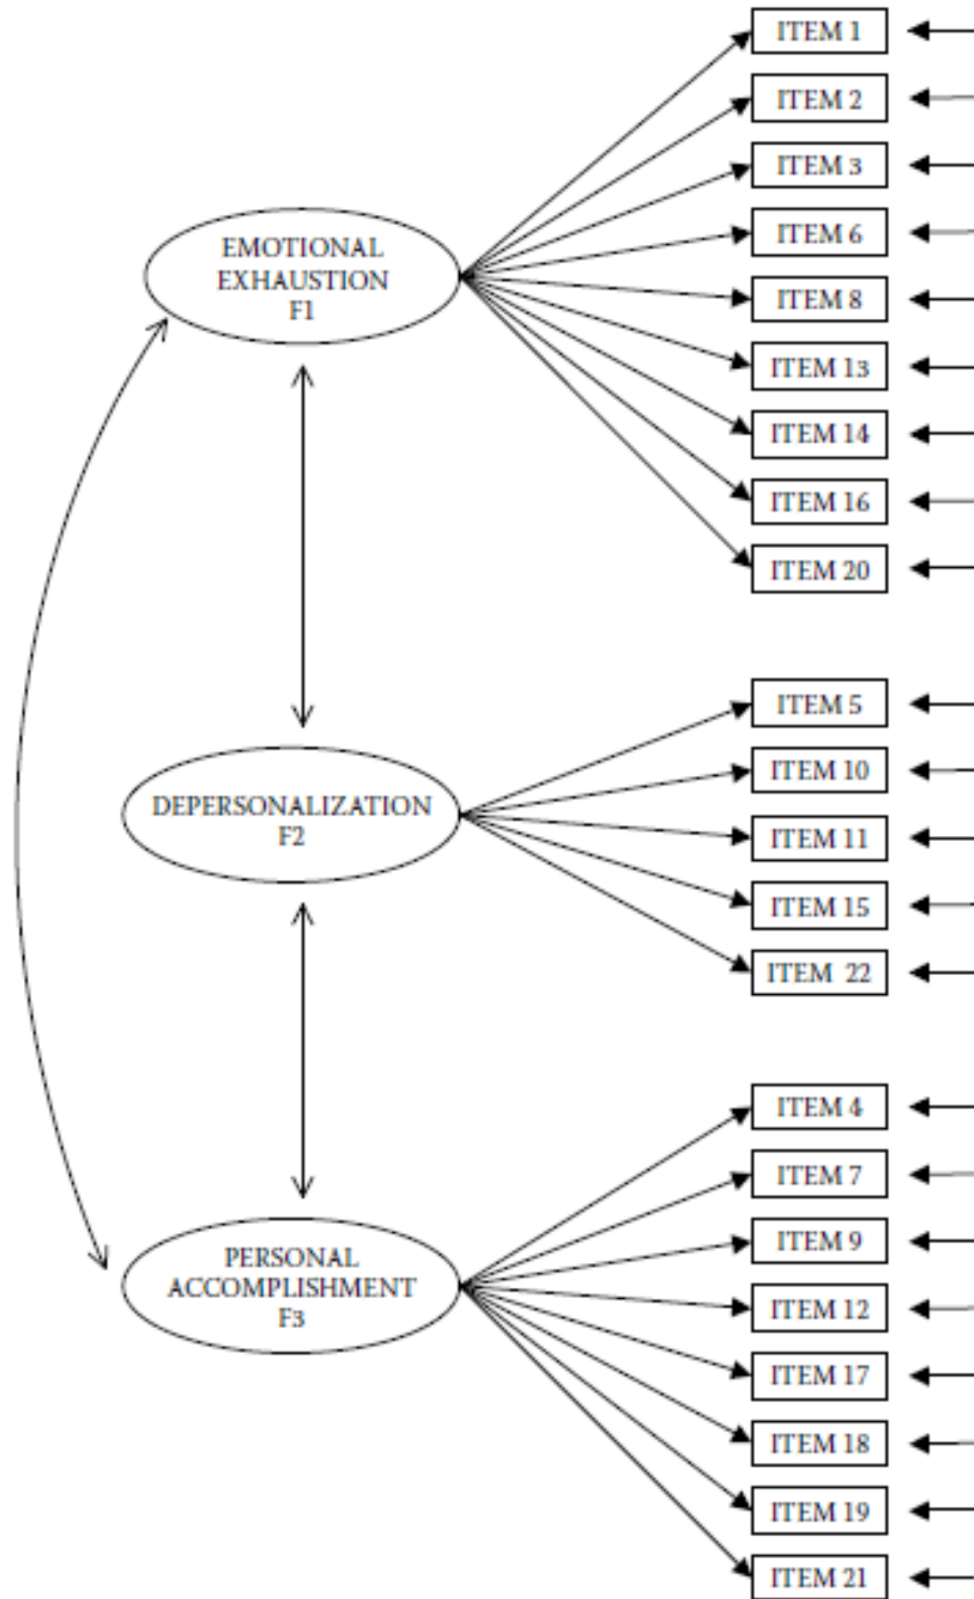 ITEM 1
ITEM 2
ITEM 3
EMOTIONAL
EXHAUSTION
F1
ITEM 6
ITEM 8
ITEM 13
ITEM 14
ITEM 16
ITEM 20
DEPERSONALIZATION
F2
ITEM 5
ITEM 10
ITEM 11
ITEM 15
ITEM 22
PERSONAL
ACCOMPLISHMENT
F3
ITEM 4
ITEM 7
ITEM 9
ITEM 12
ITEM 17
ITEM 18
ITEM 19
ITEM 21